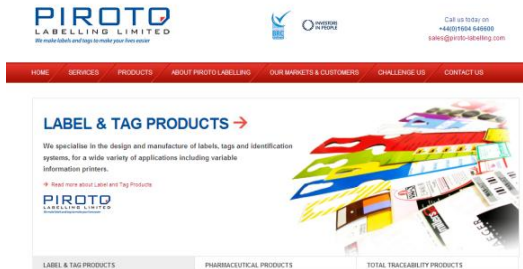 PIROTO
LABELLING LIMITED
We make labels and tags to make your lives easier
BRC
INVESTORS
IN PEOPLE
Call us today on
+44(0)1604 646600
sales@piroto-labelling.com
HOME SERVICES PRODUCTS ABOUT PIROTO LABELLING OUR MARKETS & CUSTOMERS CHALLENGE US CONTACT US
LABEL & TAG PRODUCTS →
We specialise in the design and manufacture of labels, tags and identification
systems, for a wide variety of applications including variable
information printers.
Read more about Label and Tag Products
PIROTO
LABELLING LIMITED
LABEL & TAG PRODUCTS PHARMACEUTICAL PRODUCTS TOTAL TRACEABILITY PRODUCTS